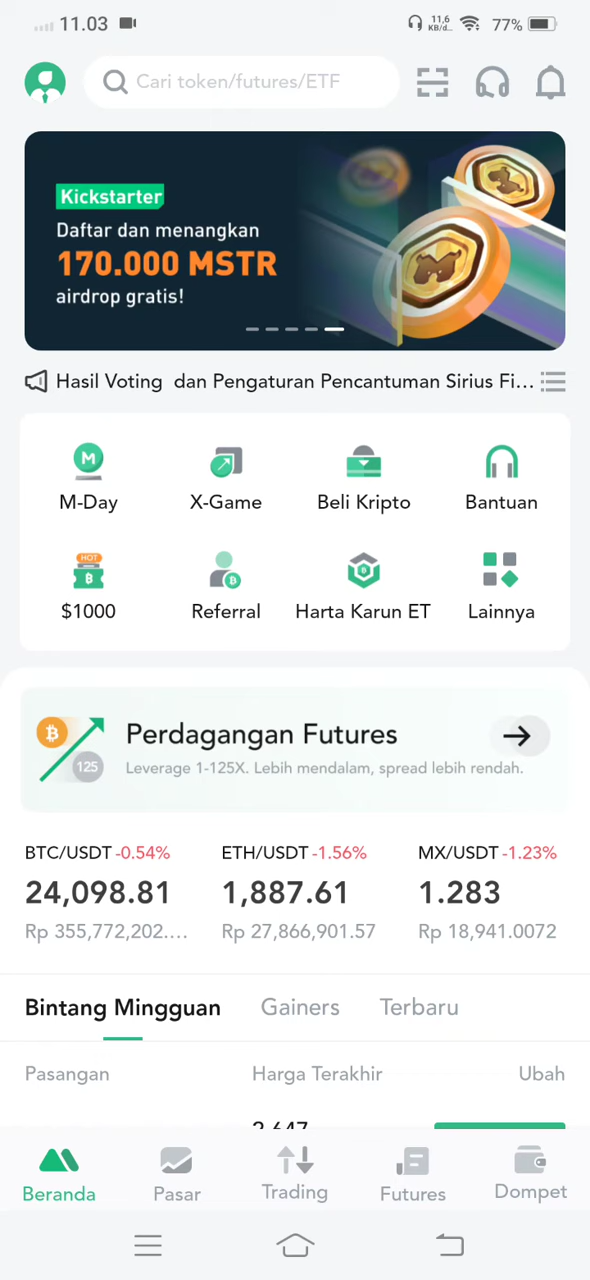 11.03
11,6
KB/d...
77%
Cari token/futures/ETF
Kickstarter
Daftar dan menangkan
170.000 MSTR
airdrop gratis!
Hasil Voting dan Pengaturan Pencantuman Sirius Fi...
M-Day
X-Game
Beli Kripto
Bantuan
HOT
$1000
Referral
Harta Karun ET
Lainnya
125
Perdagangan Futures
Leverage 1-125X. Lebih mendalam, spread lebih rendah.
BTC/USDT -0.54%
ETH/USDT -1.56%
MX/USDT -1.23%
24,098.81
1,887.61
1.283
Rp 355,772,202....
Rp 27,866,901.57
Rp 18,941.0072
Bintang Mingguan
Gainers
Terbaru
Pasangan
Harga Terakhir
Ubah
Beranda
Pasar
Trading
Futures
Dompet